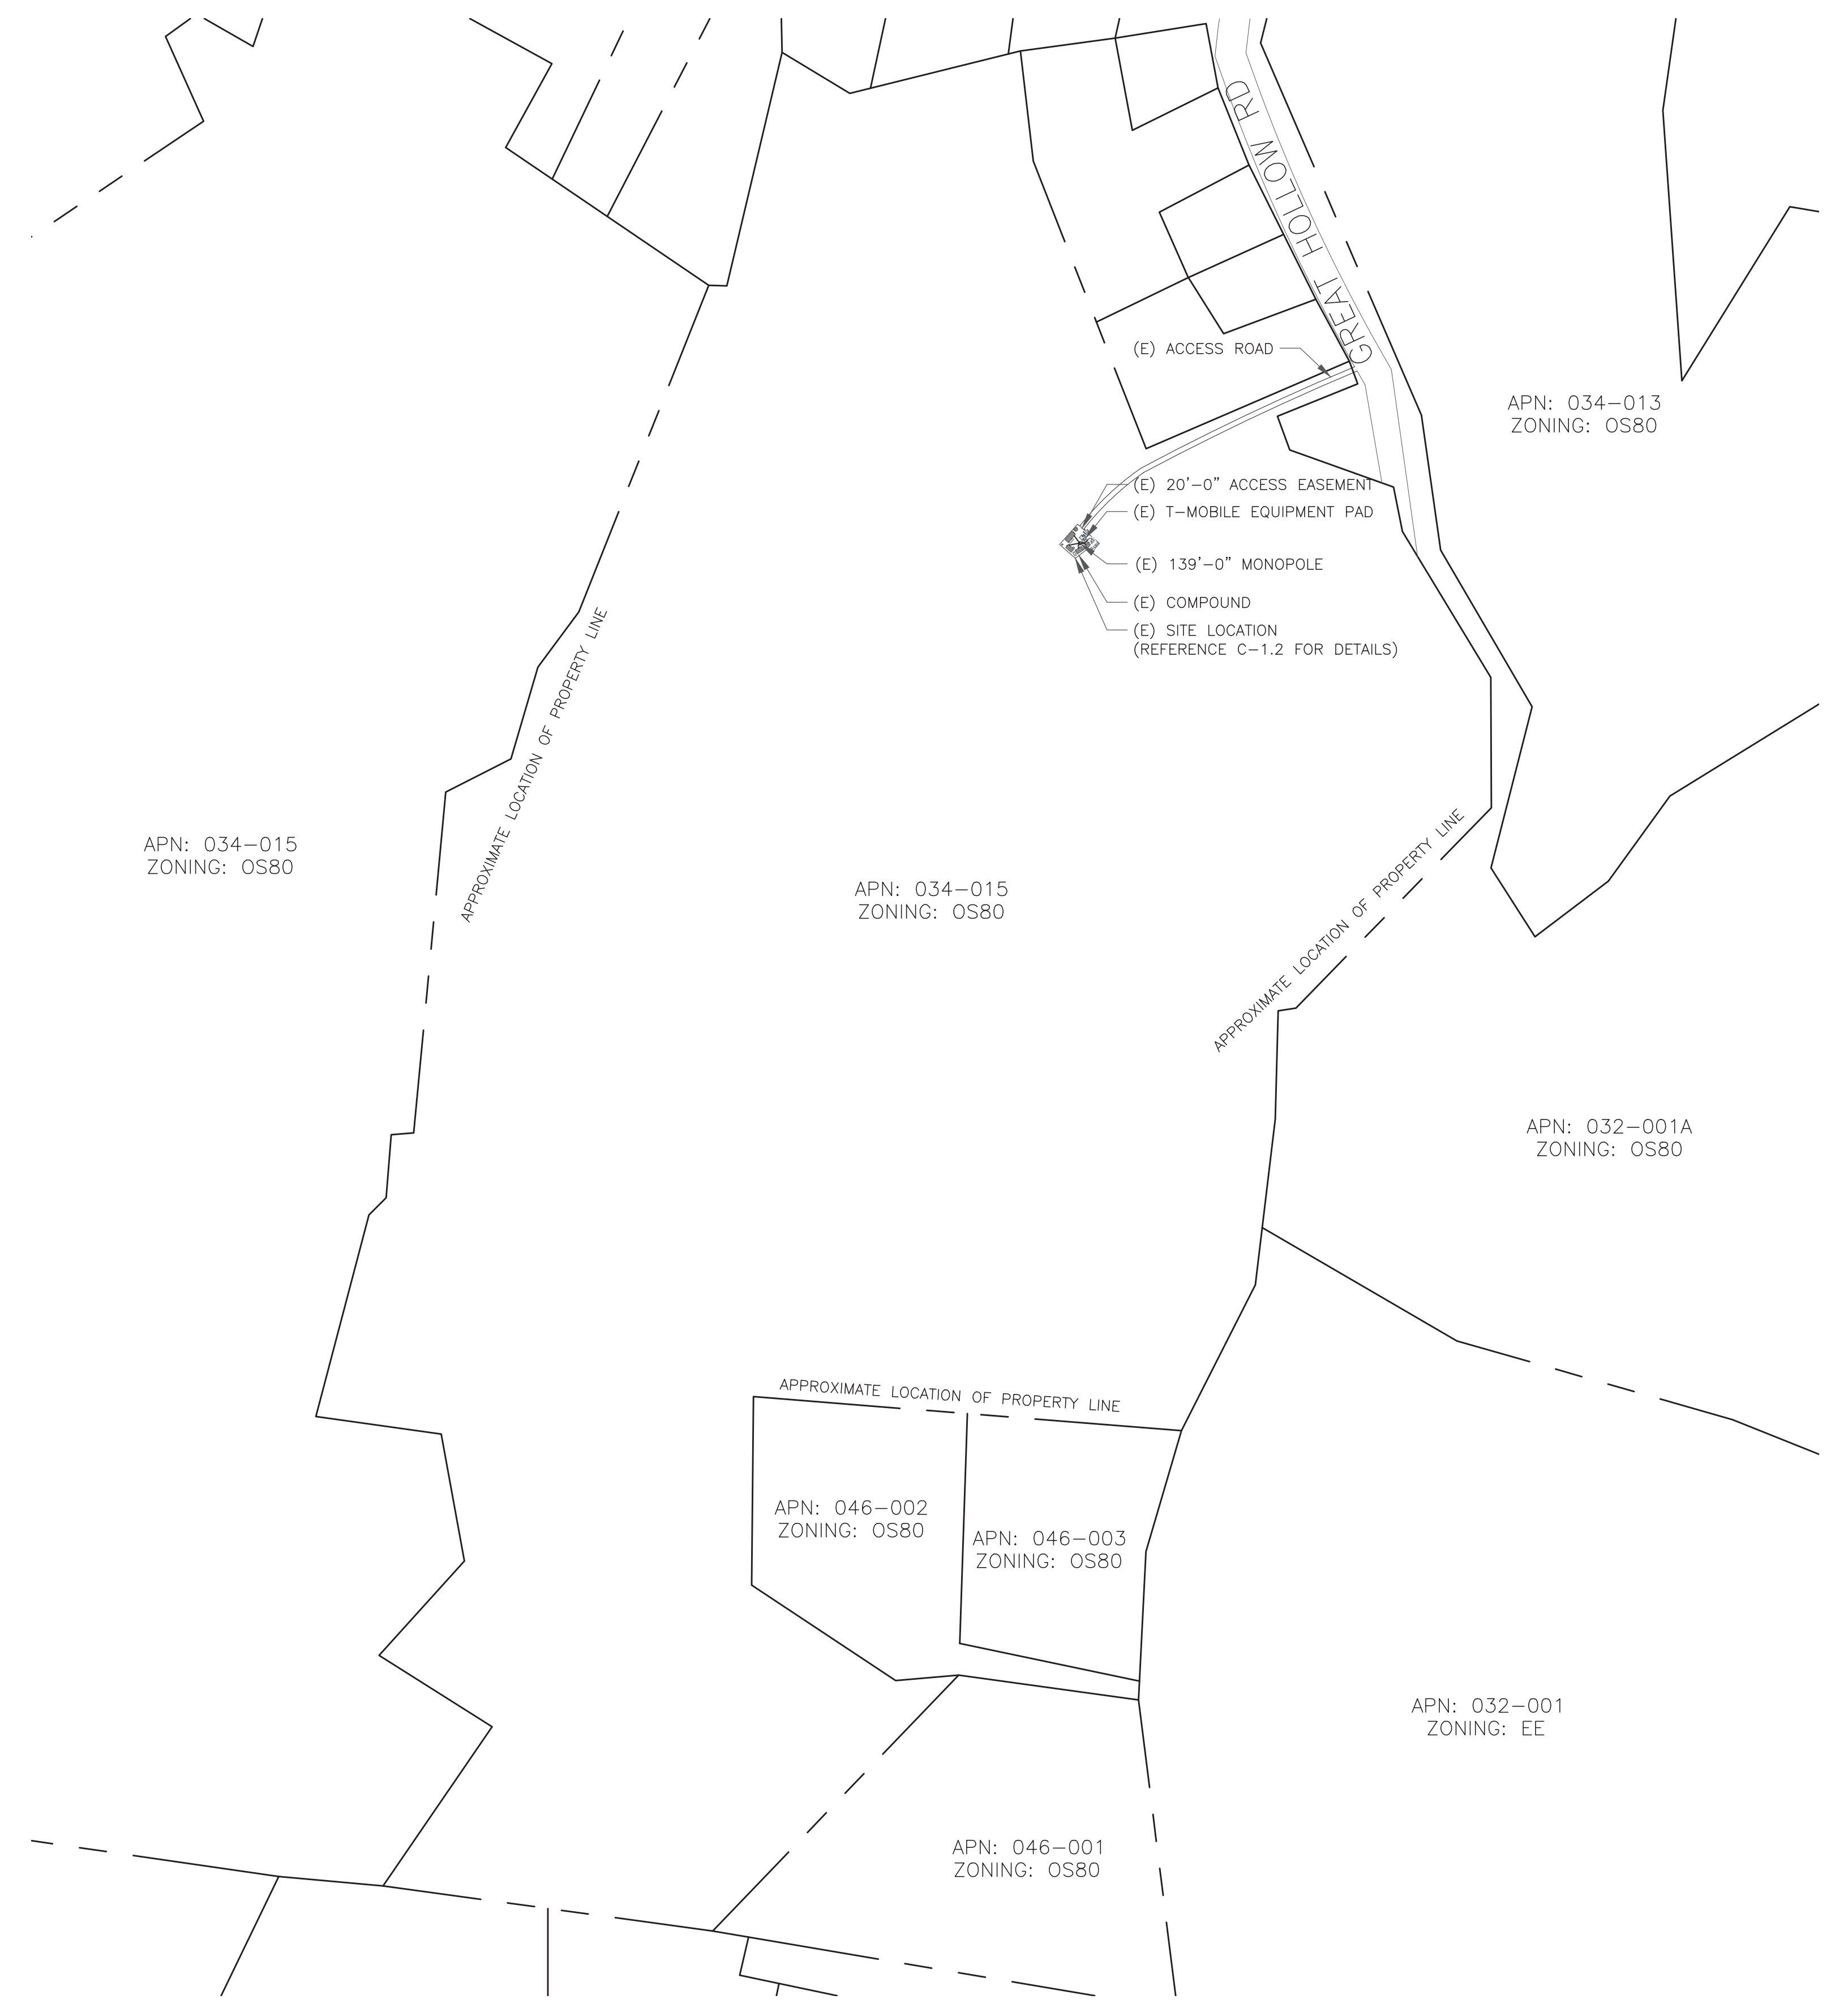 GREAT HOLLOW RD
(E) ACCESS ROAD
APN: 034-013
ZONING: OS80
(E) 20'-0" ACCESS EASEMENT
(E) T-MOBILE EQUIPMENT PAD
(E) 139'-0" MONOPOLE
(E) COMPOUND
(E) SITE LOCATION
(REFERENCE C-1.2 FOR DETAILS)
APPROXIMATE LOCATION OF PROPERTY LINE
APN: 034-015
ZONING: OS80
APN: 034-015
ZONING: OS80
APPROXIMATE LOCATION OF PROPERTY LINE
APN: 032-001A
ZONING: OS80
APPROXIMATE LOCATION OF PROPERTY LINE
APN: 046-002
ZONING: OS80
APN: 046-003
ZONING: OS80
APN: 032-001
ZONING: EE
APN: 046-001
ZONING: OS80